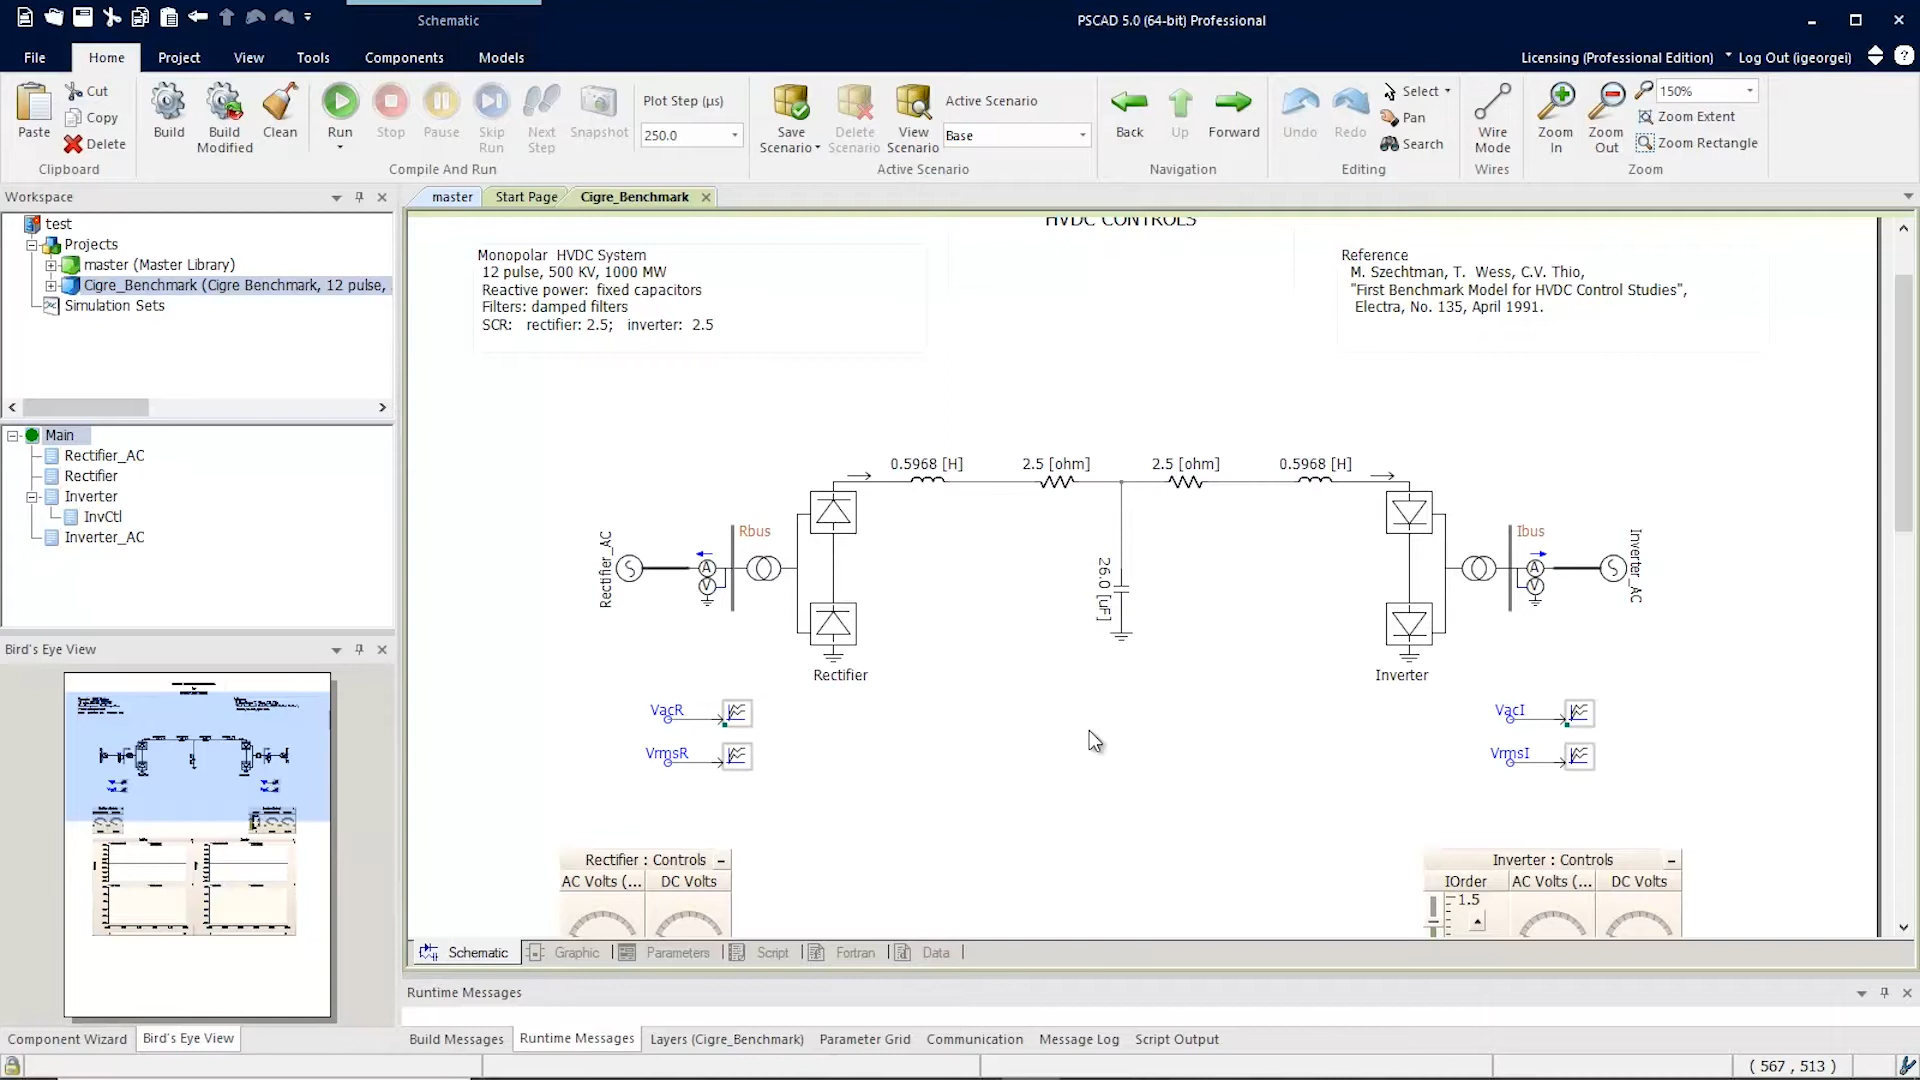 Schematic
PSCAD 5.0 (64-bit) Professional
File Home Project View Tools Components Models
Licensing (Professional Edition) Log Out (igeorgei)
Paste
Cut
Copy
Delete
Clipboard
Build
Build Modified
Clean
Run
Stop
Pause
Skip Run
Next Step
Snapshot
Plot Step (µs)
250.0
Compile And Run
Save Scenario
Delete Scenario
View Scenario
Active Scenario
Base
Active Scenario
Back
Up
Forward
Navigation
Undo
Redo
Select
Pan
Search
Editing
Wire Mode
Wires
Zoom In
Zoom Out
150%
Zoom Extent
Zoom Rectangle
Zoom
Workspace
test
Projects
master (Master Library)
Cigre_Benchmark (Cigre Benchmark, 12 pulse,
Simulation Sets
Main
Rectifier_AC
Rectifier
Inverter
InvCtl
Inverter_AC
Bird's Eye View
Component Wizard
Bird's Eye View
master
Start Page
Cigre_Benchmark
HVDC CONTROLS
Monopolar HVDC System
12 pulse, 500 KV, 1000 MW
Reactive power: fixed capacitors
Filters: damped filters
SCR: rectifier: 2.5; inverter: 2.5
Reference
M. Szechtman, T. Wess, C.V. Thio,
"First Benchmark Model for HVDC Control Studies",
Electra, No. 135, April 1991.
0.5968 [H]
2.5 [ohm]
2.5 [ohm]
0.5968 [H]
Rectifier_AC
S
A
V
Rbus
26.0 [uF]
Ibus
A
V
S
Inverter_AC
Rectifier
Inverter
VacR
VrmsR
VacI
VrmsI
Rectifier : Controls
AC Volts (...
DC Volts
Inverter : Controls
IOrder
AC Volts (...
DC Volts
1.5
Schematic
Graphic
Parameters
Script
Fortran
Data
Runtime Messages
Build Messages
Runtime Messages
Layers (Cigre_Benchmark)
Parameter Grid
Communication
Message Log
Script Output
( 567 , 513 )